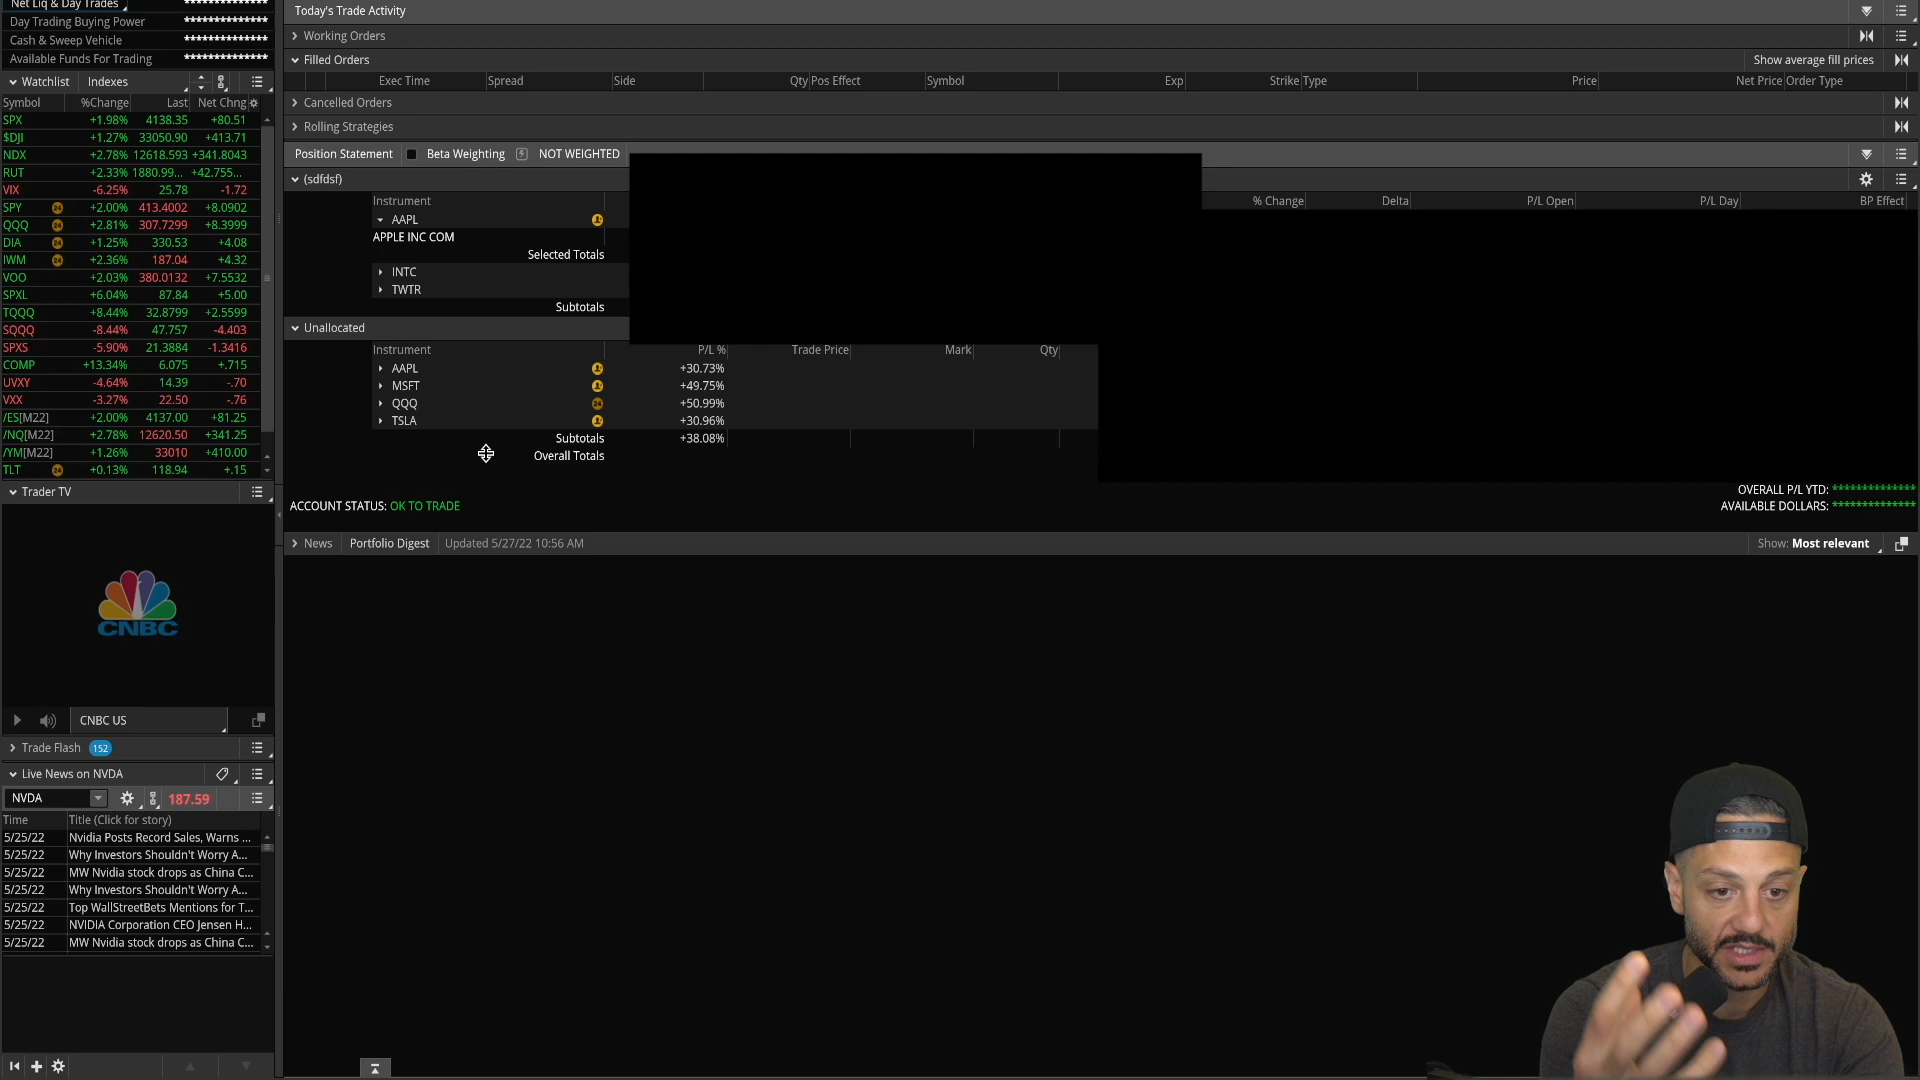 Net Liq & Day Trades **************
Day Trading Buying Power **************
Cash & Sweep Vehicle **************
Available Funds For Trading **************
Watchlist Indexes
Symbol %Change Last Net Chng
SPX +1.98% 4138.35 +80.51
$DJI +1.27% 33050.90 +413.71
NDX +2.78% 12618.593 +341.8043
RUT +2.33% 1880.99... +42.755...
VIX -6.25% 25.78 -1.72
SPY 24 +2.00% 413.4002 +8.0902
QQQ 24 +2.81% 307.7299 +8.3999
DIA 24 +1.25% 330.53 +4.08
IWM 24 +2.36% 187.04 +4.32
VOO +2.03% 380.0132 +7.5532
SPXL +6.04% 87.84 +5.00
TQQQ +8.44% 32.8799 +2.5599
SQQQ -8.44% 47.757 -4.403
SPXS -5.90% 21.3884 -1.3416
COMP +13.34% 6.075 +.715
UVXY -4.64% 14.39 -.70
VXX -3.27% 22.50 -.76
/ES[M22] +2.00% 4137.00 +81.25
/NQ[M22] +2.78% 12620.50 +341.25
/YM[M22] +1.26% 33010 +410.00
TLT 24 +0.13% 118.94 +.15
Trader TV
CNBC
CNBC US
Trade Flash 152
Live News on NVDA
NVDA 187.59
Time Title (Click for story)
5/25/22 Nvidia Posts Record Sales, Warns ...
5/25/22 Why Investors Shouldn't Worry A...
5/25/22 MW Nvidia stock drops as China C...
5/25/22 Why Investors Shouldn't Worry A...
5/25/22 Top WallStreetBets Mentions for T...
5/25/22 NVIDIA Corporation CEO Jensen H...
5/25/22 MW Nvidia stock drops as China C...
Today's Trade Activity
Working Orders
Filled Orders Show average fill prices
Exec Time Spread Side Qty Pos Effect Symbol Exp Strike Type Price Net Price Order Type
Cancelled Orders
Rolling Strategies
Position Statement Beta Weighting NOT WEIGHTED
(sdfdsf)
Instrument % Change Delta P/L Open P/L Day BP Effect
AAPL
APPLE INC COM
Selected Totals
INTC
TWTR
Subtotals
Unallocated
Instrument P/L % Trade Price Mark Qty
AAPL +30.73%
MSFT +49.75%
QQQ 24 +50.99%
TSLA +30.96%
Subtotals +38.08%
Overall Totals
OVERALL P/L YTD: **************
ACCOUNT STATUS: OK TO TRADE AVAILABLE DOLLARS: **************
News Portfolio Digest Updated 5/27/22 10:56 AM Show: Most relevant